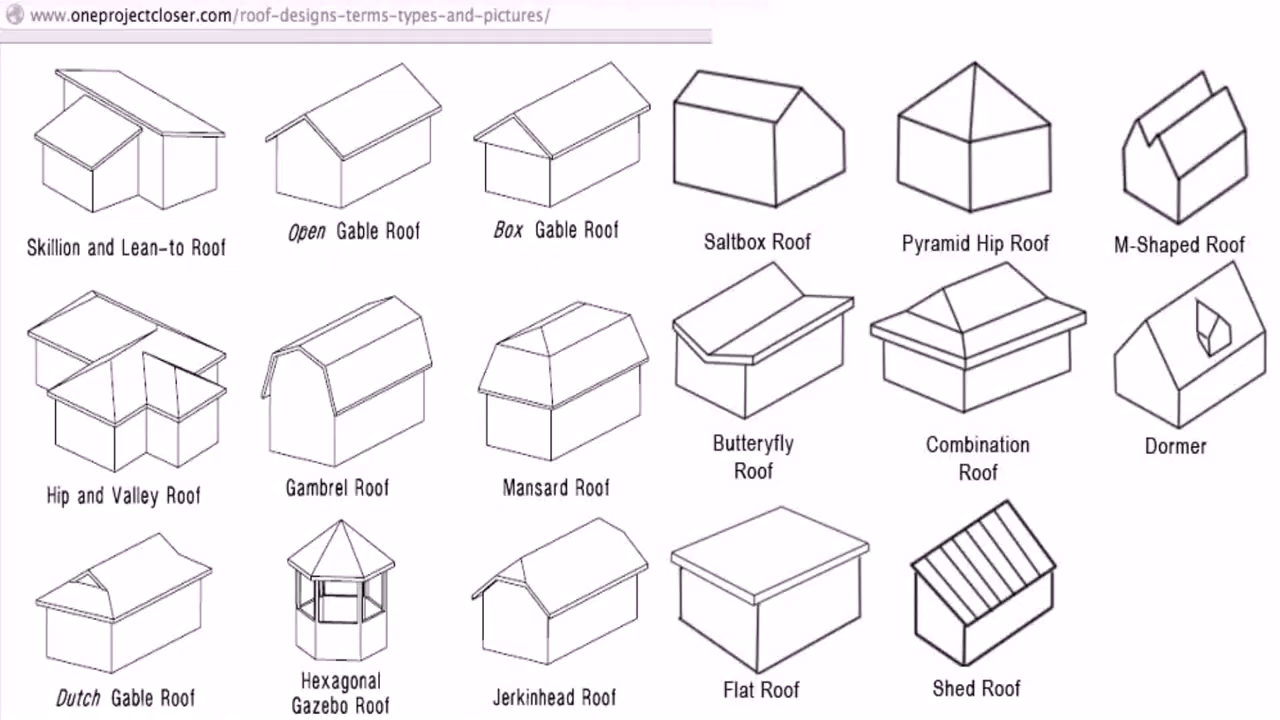 www.oneprojectcloser.com/roof-designs-terms-types-and-pictures/
Skillion and Lean-to Roof
Open Gable Roof
Box Gable Roof
Saltbox Roof
Pyramid Hip Roof
M-Shaped Roof
Hip and Valley Roof
Gambrel Roof
Mansard Roof
Butteryfly
Roof
Combination
Roof
Dormer
Dutch Gable Roof
Hexagonal
Gazebo Roof
Jerkinhead Roof
Flat Roof
Shed Roof